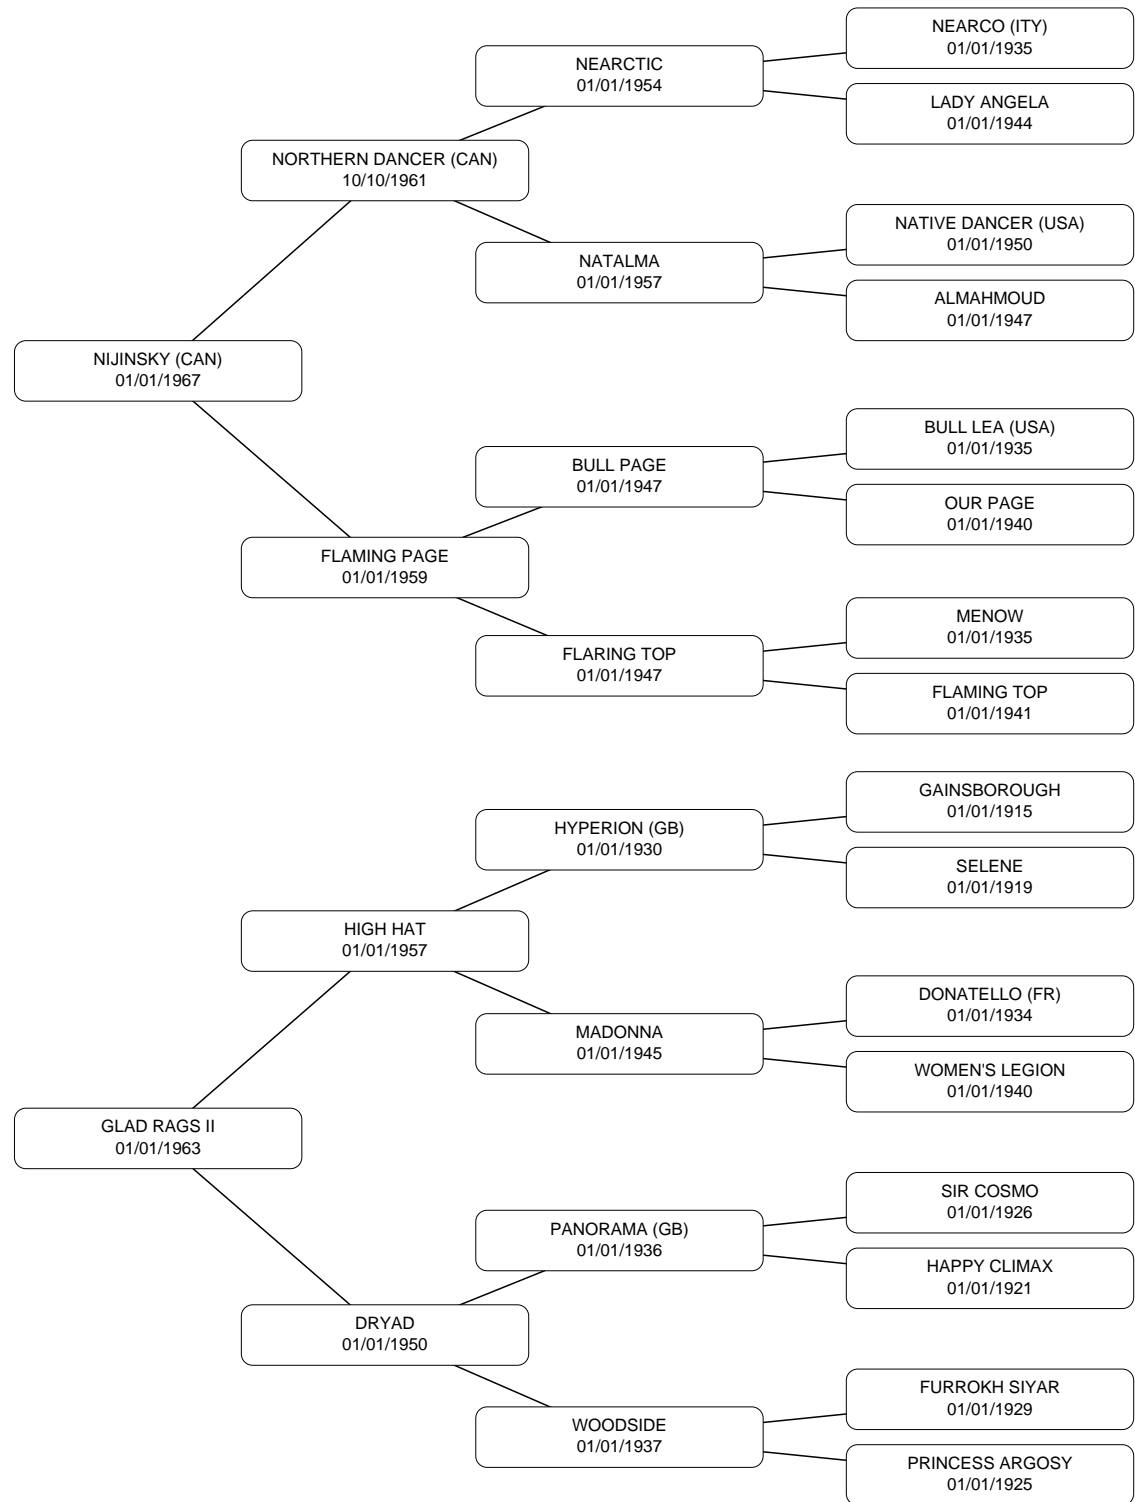 NEARCO (ITY)
01/01/1935
NEARCTIC
01/01/1954
LADY ANGELA
01/01/1944
NORTHERN DANCER (CAN)
10/10/1961
NATIVE DANCER (USA)
01/01/1950
NATALMA
01/01/1957
ALMAHMOUD
01/01/1947
NIJINSKY (CAN)
01/01/1967
BULL LEA (USA)
01/01/1935
BULL PAGE
01/01/1947
OUR PAGE
01/01/1940
FLAMING PAGE
01/01/1959
MENOW
01/01/1935
FLARING TOP
01/01/1947
FLAMING TOP
01/01/1941
GAINSBOROUGH
01/01/1915
HYPERION (GB)
01/01/1930
SELENE
01/01/1919
HIGH HAT
01/01/1957
DONATELLO (FR)
01/01/1934
MADONNA
01/01/1945
WOMEN'S LEGION
01/01/1940
GLAD RAGS II
01/01/1963
SIR COSMO
01/01/1926
PANORAMA (GB)
01/01/1936
HAPPY CLIMAX
01/01/1921
DRYAD
01/01/1950
FURROKH SIYAR
01/01/1929
WOODSIDE
01/01/1937
PRINCESS ARGOSY
01/01/1925